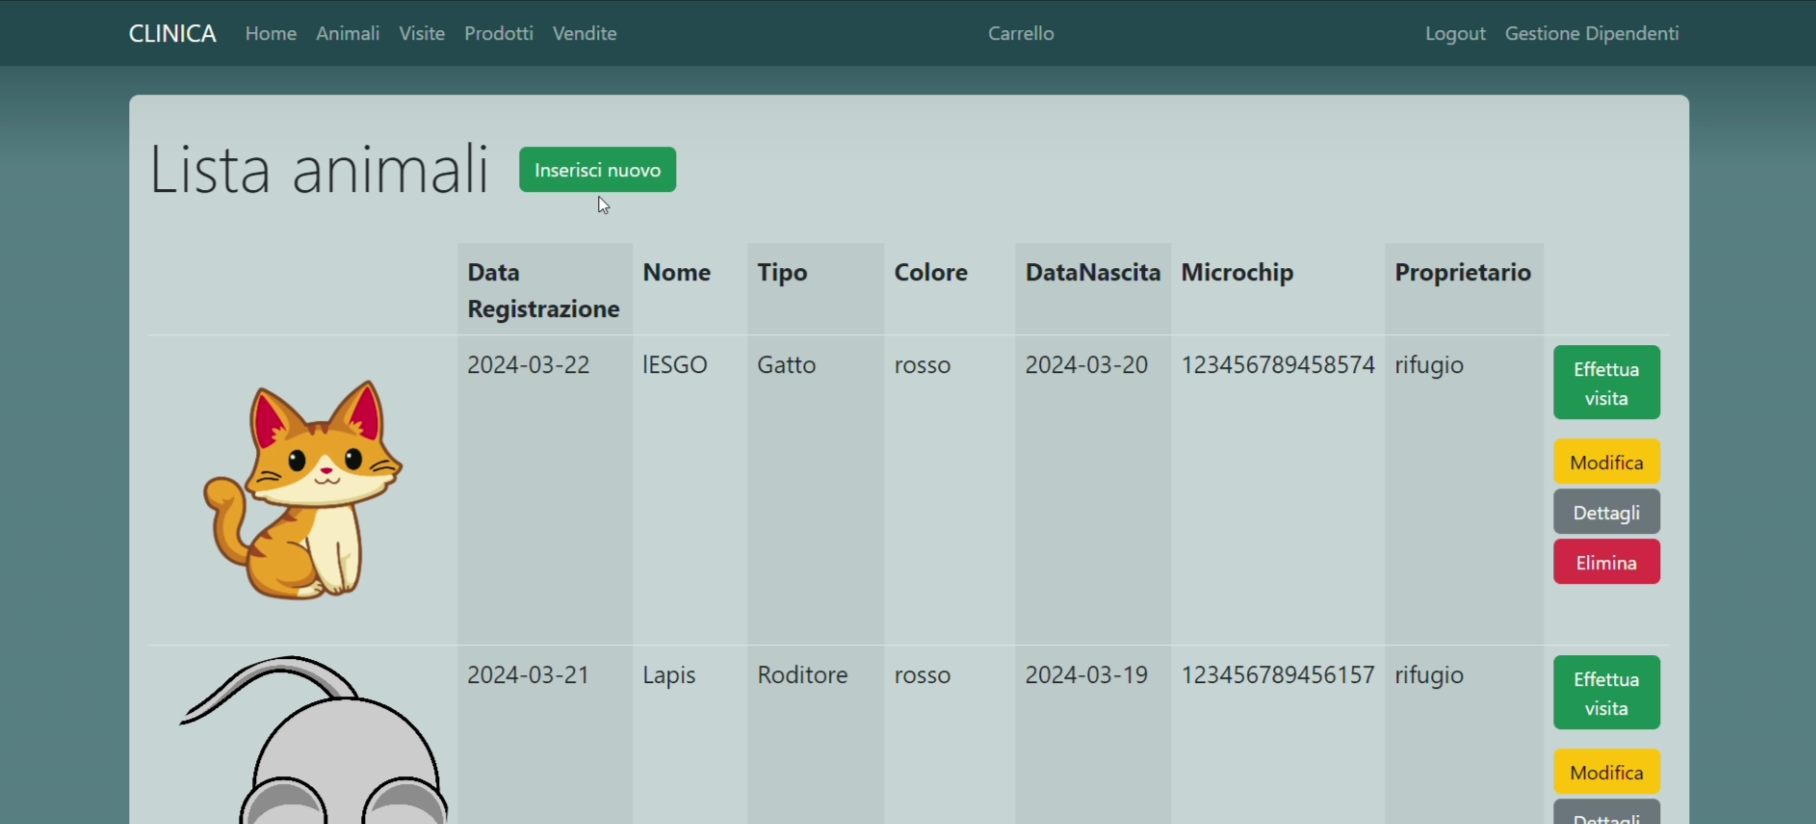 CLINICA Home Animali Visite Prodotti Vendite Carrello Logout Gestione Dipendenti
Lista animali Inserisci nuovo
Data Registrazione Nome Tipo Colore DataNascita Microchip Proprietario
2024-03-22 lESGO Gatto rosso 2024-03-20 123456789458574 rifugio
Effettua visita
Modifica
Dettagli
Elimina
2024-03-21 Lapis Roditore rosso 2024-03-19 123456789456157 rifugio
Effettua visita
Modifica
Dettagli